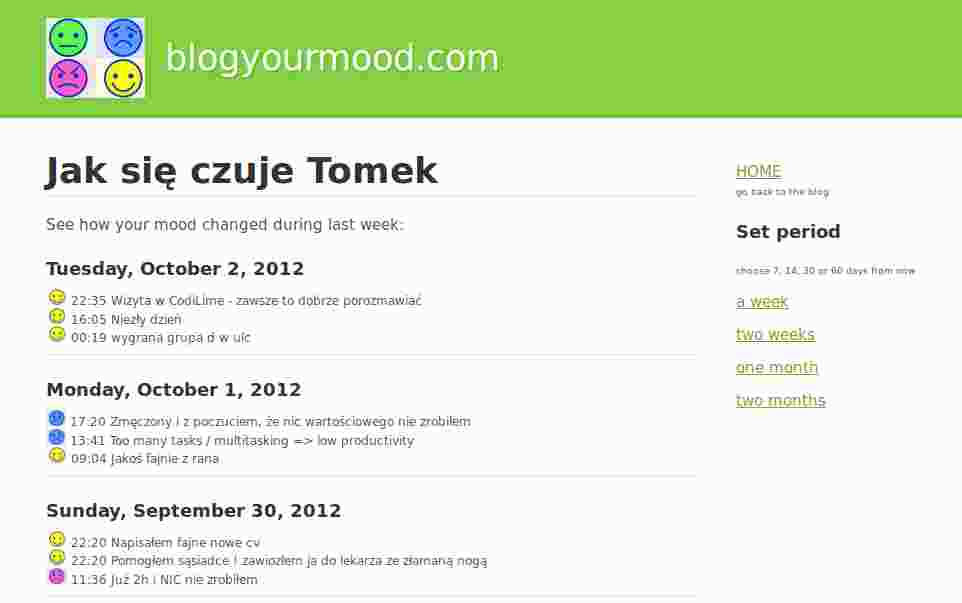 blogyourmood.com
Jak się czuje Tomek
See how your mood changed during last week:
Tuesday, October 2, 2012
22:35 Wizyta w CodiLime - zawsze to dobrze porozmawiać
16:05 Niezły dzień
00:19 wygrana grupa d w ulc
Monday, October 1, 2012
17:20 Zmęczony i z poczuciem, że nic wartościowego nie zrobiłem
13:41 Too many tasks / multitasking => low productivity
09:04 Jakoś fajnie z rana
Sunday, September 30, 2012
22:20 Napisałem fajne nowe cv
22:20 Pomogłem sąsiadce i zawiozłem ja do lekarza ze złamaną nogą
11:36 Już 2h i NIC nie zrobiłem
HOME
go back to the blog
Set period
choose 7, 14, 30 or 60 days from now
a week
two weeks
one month
two months